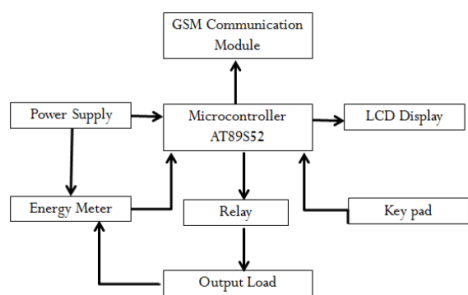 GSM Communication
Module
Power Supply
Microcontroller
AT89S52
LCD Display
Energy Meter
Relay
Key pad
Output Load